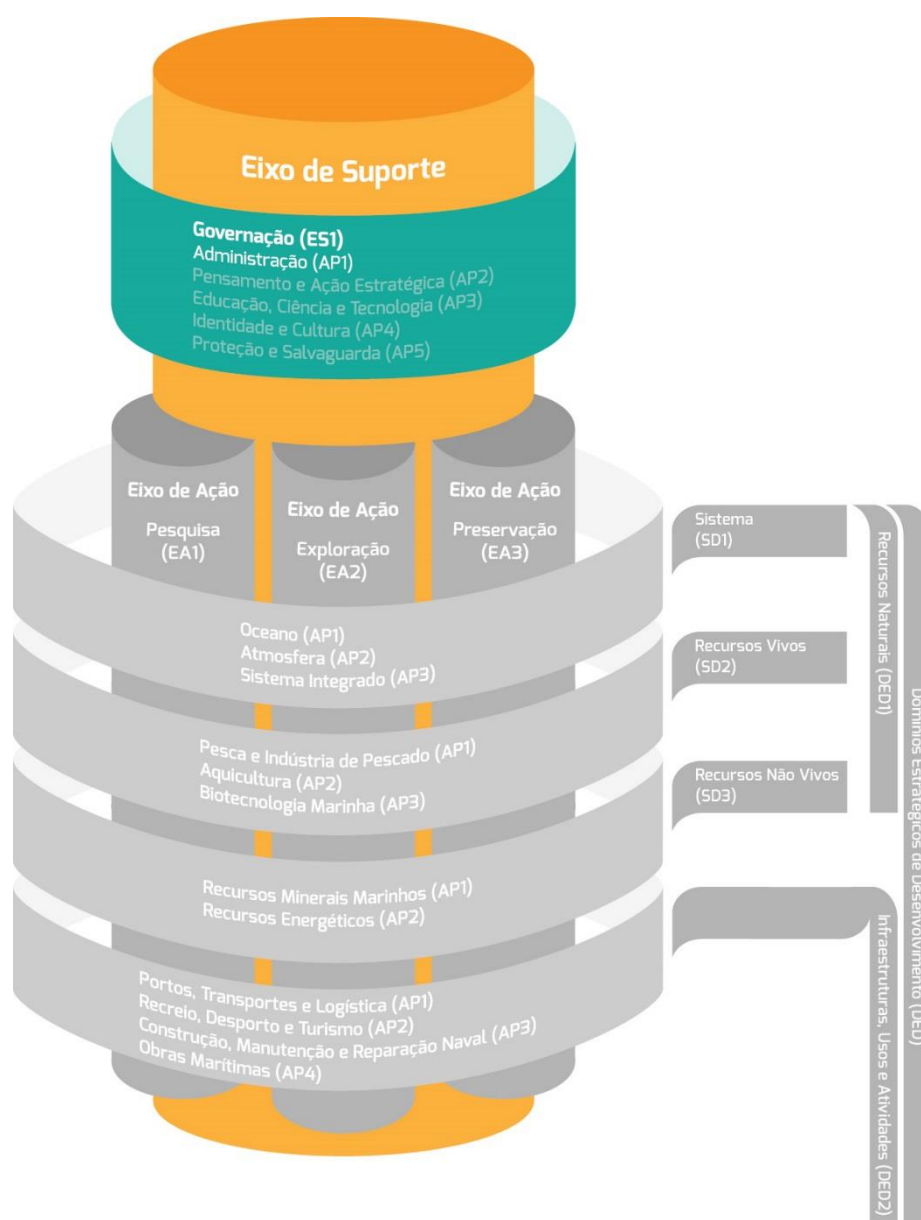 Eixo de Suporte
Governação (ES1)
Administração (AP1)
Pensamento e Ação Estratégica (AP2)
Educação, Ciência e Tecnologia (AP3)
Identidade e Cultura (AP4)
Proteção e Salvaguarda (AP5)
Eixo de Ação
Pesquisa
(EA1)
Eixo de Ação
Exploração
(EA2)
Eixo de Ação
Preservação
(EA3)
Oceano (AP1)
Atmosfera (AP2)
Sistema Integrado (AP3)
Sistema
(SD1)
Pesca e Indústria de Pescado (AP1)
Aquicultura (AP2)
Biotecnologia Marinha (AP3)
Recursos Vivos
(SD2)
Recursos Minerais Marinhos (AP1)
Recursos Energéticos (AP2)
Recursos Não Vivos
(SD3)
Portos, Transportes e Logística (AP1)
Recreio, Desporto e Turismo (AP2)
Construção, Manutenção e Reparação Naval (AP3)
Obras Marítimas (AP4)
Recursos Naturais (DED1)
Infraestruturas, Usos e Atividades (DED2)
Domínios Estratégicos de Desenvolvimento (DED)